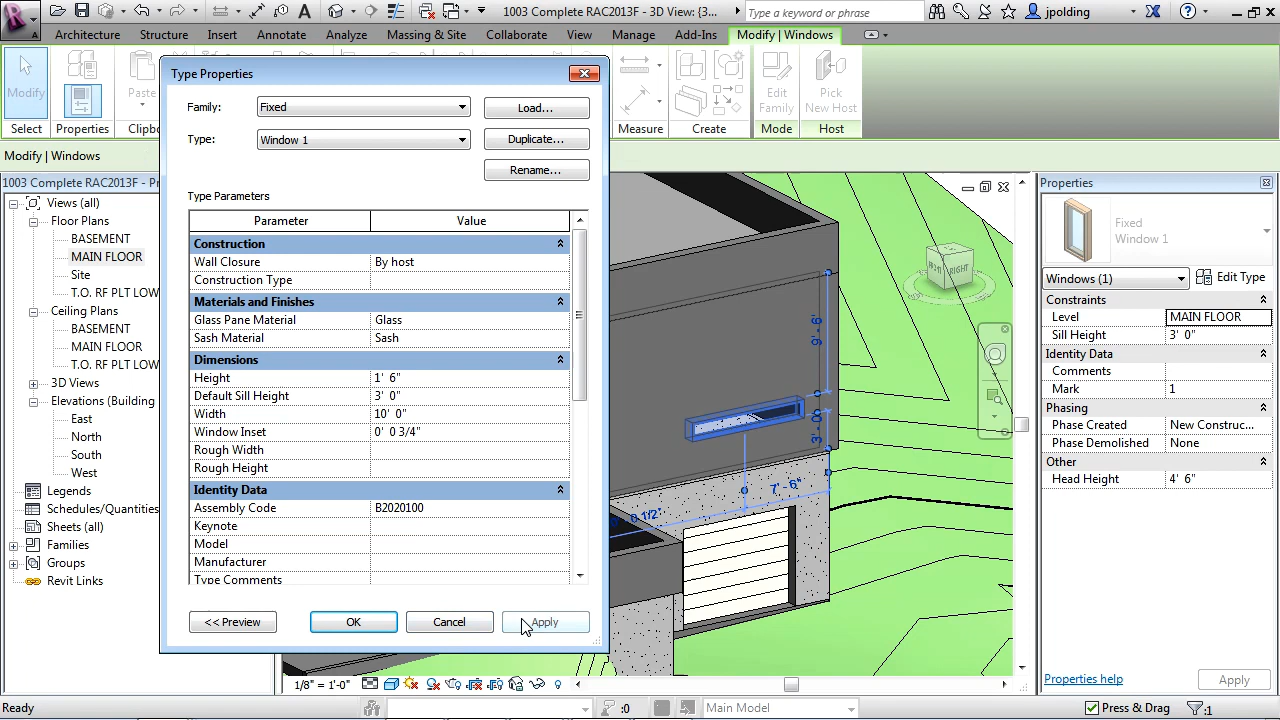 1003 Complete RAC2013F - 3D View: {3...
Type a keyword or phrase
jpolding
Architecture
Structure
Insert
Annotate
Analyze
Massing & Site
Collaborate
View
Manage
Add-Ins
Modify | Windows
Modify
Paste
Edit
Family
Pick
New Host
Select
Properties
Clipb
Measure
Create
Mode
Host
Modify | Windows
1003 Complete RAC2013F - Pr
Views (all)
Floor Plans
BASEMENT
MAIN FLOOR
Site
T.O. RF PLT LOW
Ceiling Plans
BASEMENT
MAIN FLOOR
T.O. RF PLT LOW
3D Views
Elevations (Building
East
North
South
West
Legends
Schedules/Quantities
Sheets (all)
Families
Groups
Revit Links
Type Properties
Family:
Fixed
Load...
Type:
Window 1
Duplicate...
Rename...
Type Parameters
Parameter
Value
Construction
Wall Closure
By host
Construction Type
Materials and Finishes
Glass Pane Material
Glass
Sash Material
Sash
Dimensions
Height
1' 6"
Default Sill Height
3' 0"
Width
10' 0"
Window Inset
0' 0 3/4"
Rough Width
Rough Height
Identity Data
Assembly Code
B2020100
Keynote
Model
Manufacturer
Type Comments
<< Preview
OK
Cancel
Apply
RIGHT
9' - 6"
3' - 0"
7' - 6"
0 1/2"
Properties
Fixed
Window 1
Windows (1)
Edit Type
Constraints
Level
MAIN FLOOR
Sill Height
3' 0"
Identity Data
Comments
Mark
1
Phasing
Phase Created
New Construc...
Phase Demolished
None
Other
Head Height
4' 6"
Properties help
Apply
1/8" = 1'-0"
Ready
:0
Main Model
Press & Drag
:1